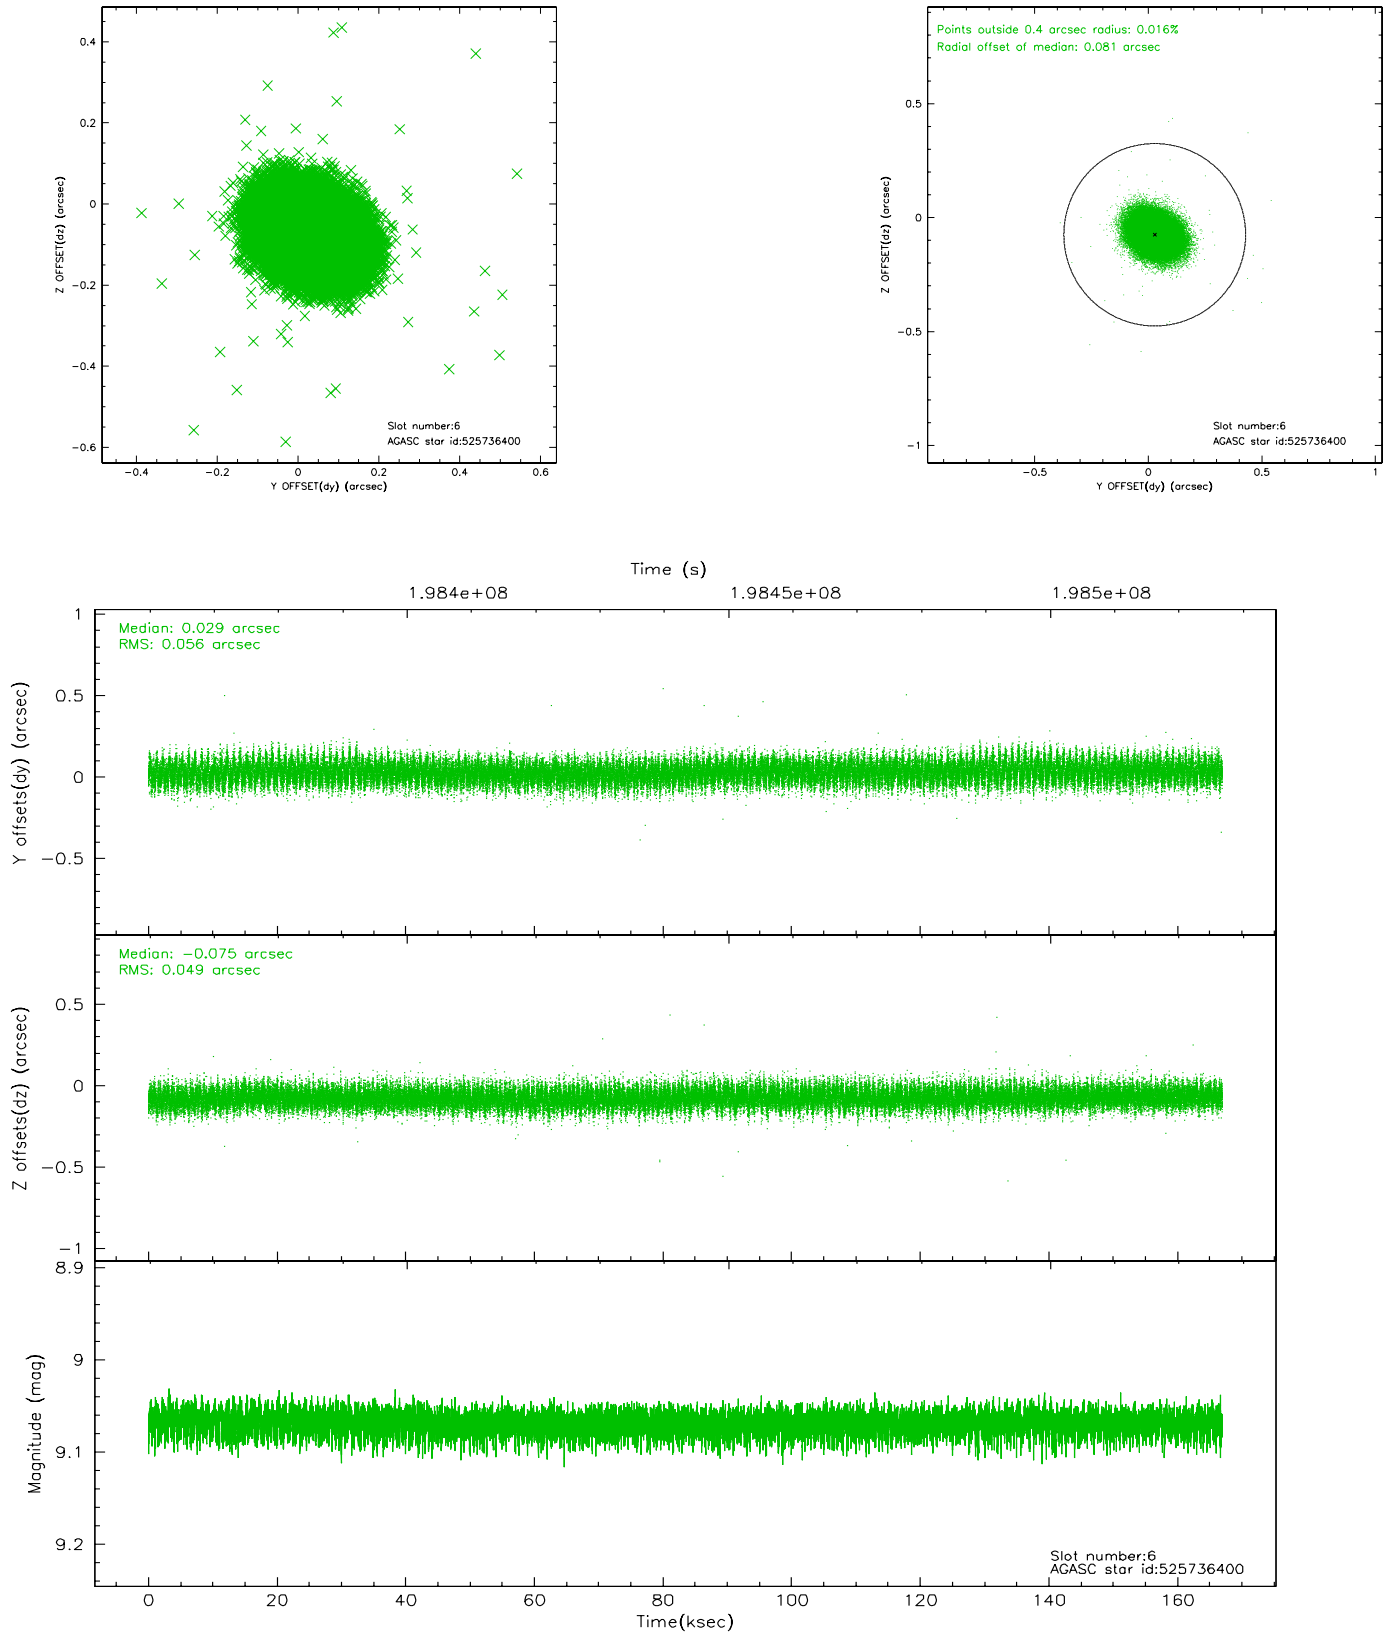 0.4
0.2
0
−0.2
−0.4
−0.6
Z OFFSET(dz) (arcsec)
−0.4 −0.2 0 0.2 0.4 0.6
Y OFFSET(dy) (arcsec)
Slot number:6
AGASC star id:525736400
Points outside 0.4 arcsec radius: 0.016%
Radial offset of median: 0.081 arcsec
0.5
0
−0.5
−1
Z OFFSET(dz) (arcsec)
−0.5 0 0.5 1
Y OFFSET(dy) (arcsec)
Slot number:6
AGASC star id:525736400
Time (s)
1.984e+08 1.9845e+08 1.985e+08
Median: 0.029 arcsec
RMS: 0.056 arcsec
1
0.5
0
−0.5
Y offsets(dy) (arcsec)
Median: −0.075 arcsec
RMS: 0.049 arcsec
0.5
0
−0.5
−1
Z offsets(dz) (arcsec)
8.9
9
9.1
9.2
Magnitude (mag)
Slot number:6
AGASC star id:525736400
0 20 40 60 80 100 120 140 160
Time(ksec)